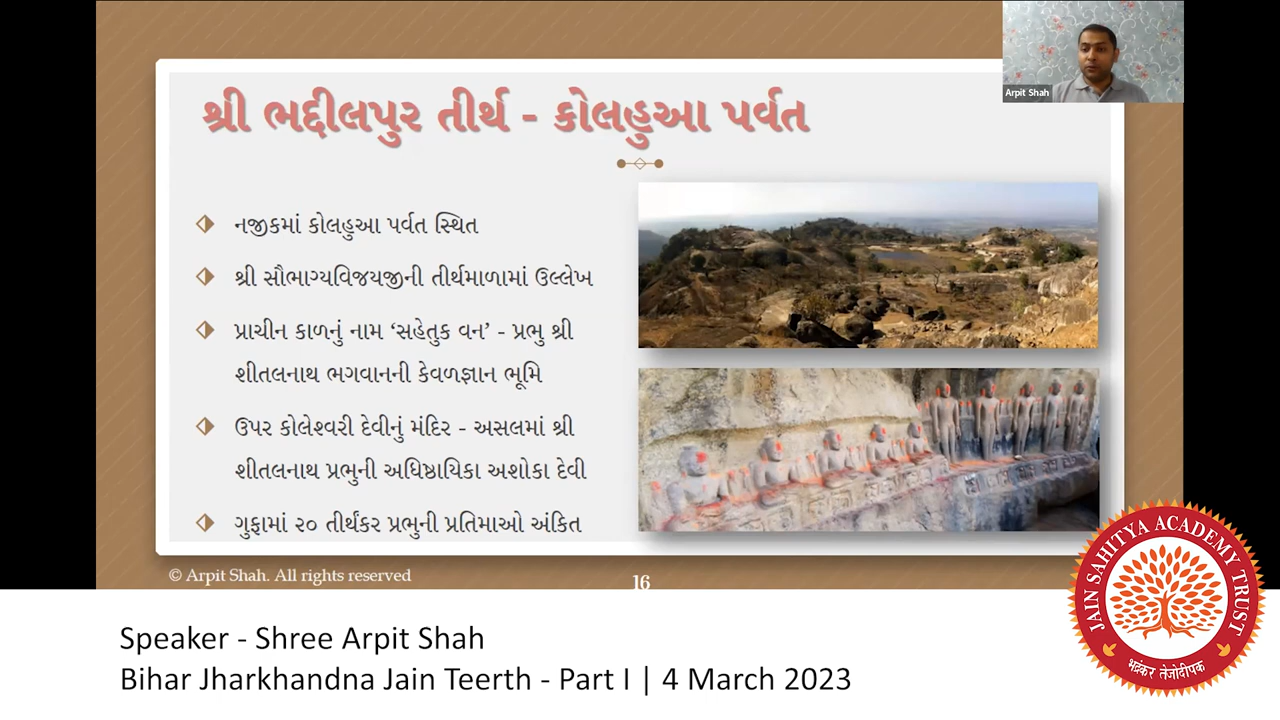 શ્રી ભદ્દીલપુર તીર્થ - કોલહુઆ પર્વત
Arpit Shah
નજીકમાં કોલહુઆ પર્વત સ્થિત
શ્રી સૌભાગ્યવિજયજીની તીર્થમાળામાં ઉલ્લેખ
પ્રાચીન કાળનું નામ ‘સહેતુક વન’ - પ્રભુ શ્રી
શીતલનાથ ભગવાનની કેવળજ્ઞાન ભૂમિ
ઉપર કોલેશ્વરી દેવીનું મંદિર - અસલમાં શ્રી
શીતલનાથ પ્રભુની અધિષ્ઠાયિકા અશોકા દેવી
ગુફામાં ૨૦ તીર્થંકર પ્રભુની પ્રતિમાઓ અંકિત
© Arpit Shah. All rights reserved
16
JAIN SAHITYA ACADEMY TRUST
भद्रंकर तेजोदीपक
Speaker - Shree Arpit Shah
Bihar Jharkhandna Jain Teerth - Part I | 4 March 2023